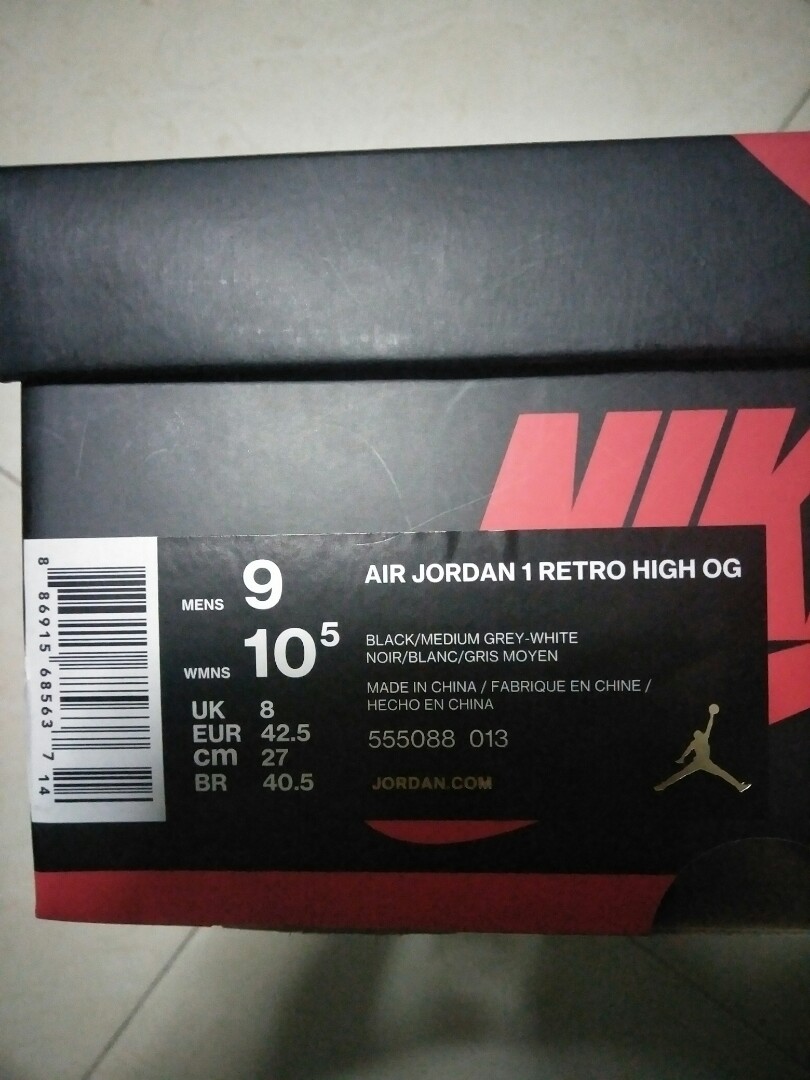 NIK
8 86915 68563 7 14
MENS 9
WMNS 10⁵
UK 8
EUR 42.5
cm 27
BR 40.5
AIR JORDAN 1 RETRO HIGH OG
BLACK/MEDIUM GREY-WHITE
NOIR/BLANC/GRIS MOYEN
MADE IN CHINA / FABRIQUE EN CHINE /
HECHO EN CHINA
555088 013
JORDAN.COM